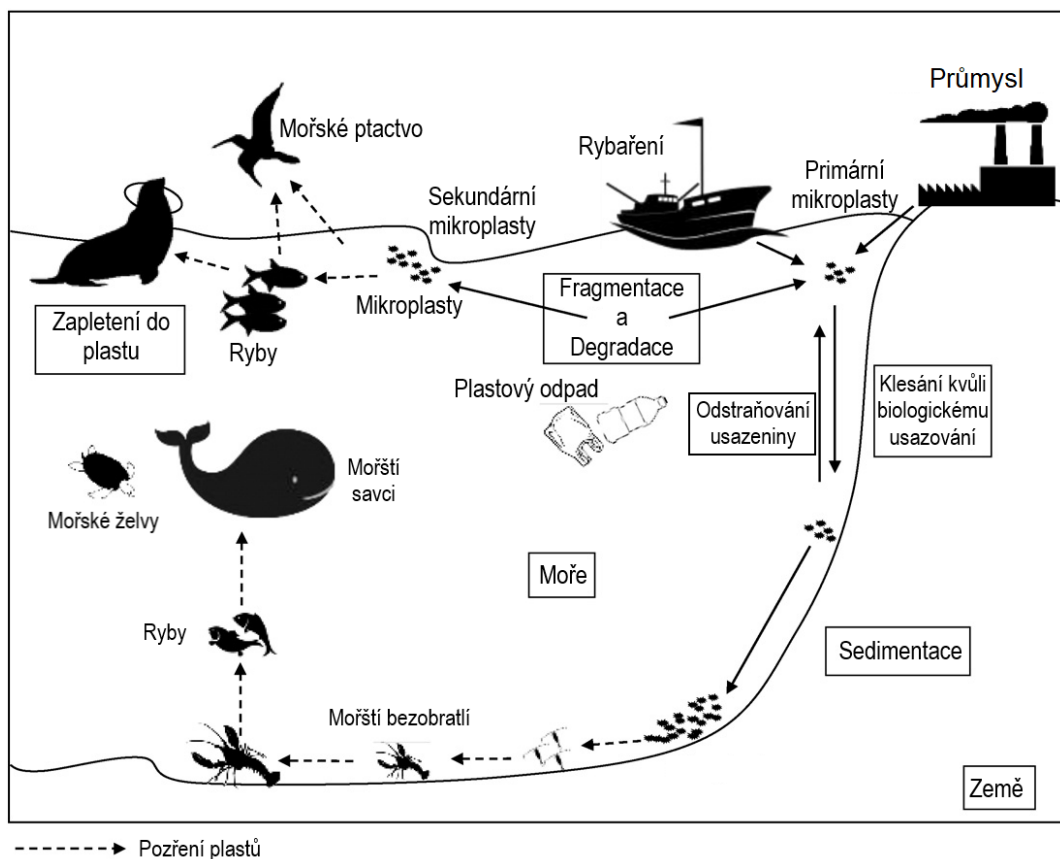 Průmysl
Mořské ptactvo
Rybaření
Primární
mikroplasty
Sekundární
mikroplasty
Mikroplasty
Fragmentace
a
Degradace
Zapletení do
plastu
Ryby
Plastový odpad
Odstraňování
usazeniny
Klesání kvůli
biologickému
usazování
Mořští
savci
Mořské želvy
Moře
Ryby
Sedimentace
Mořští bezobratlí
Země
Pozření plastů